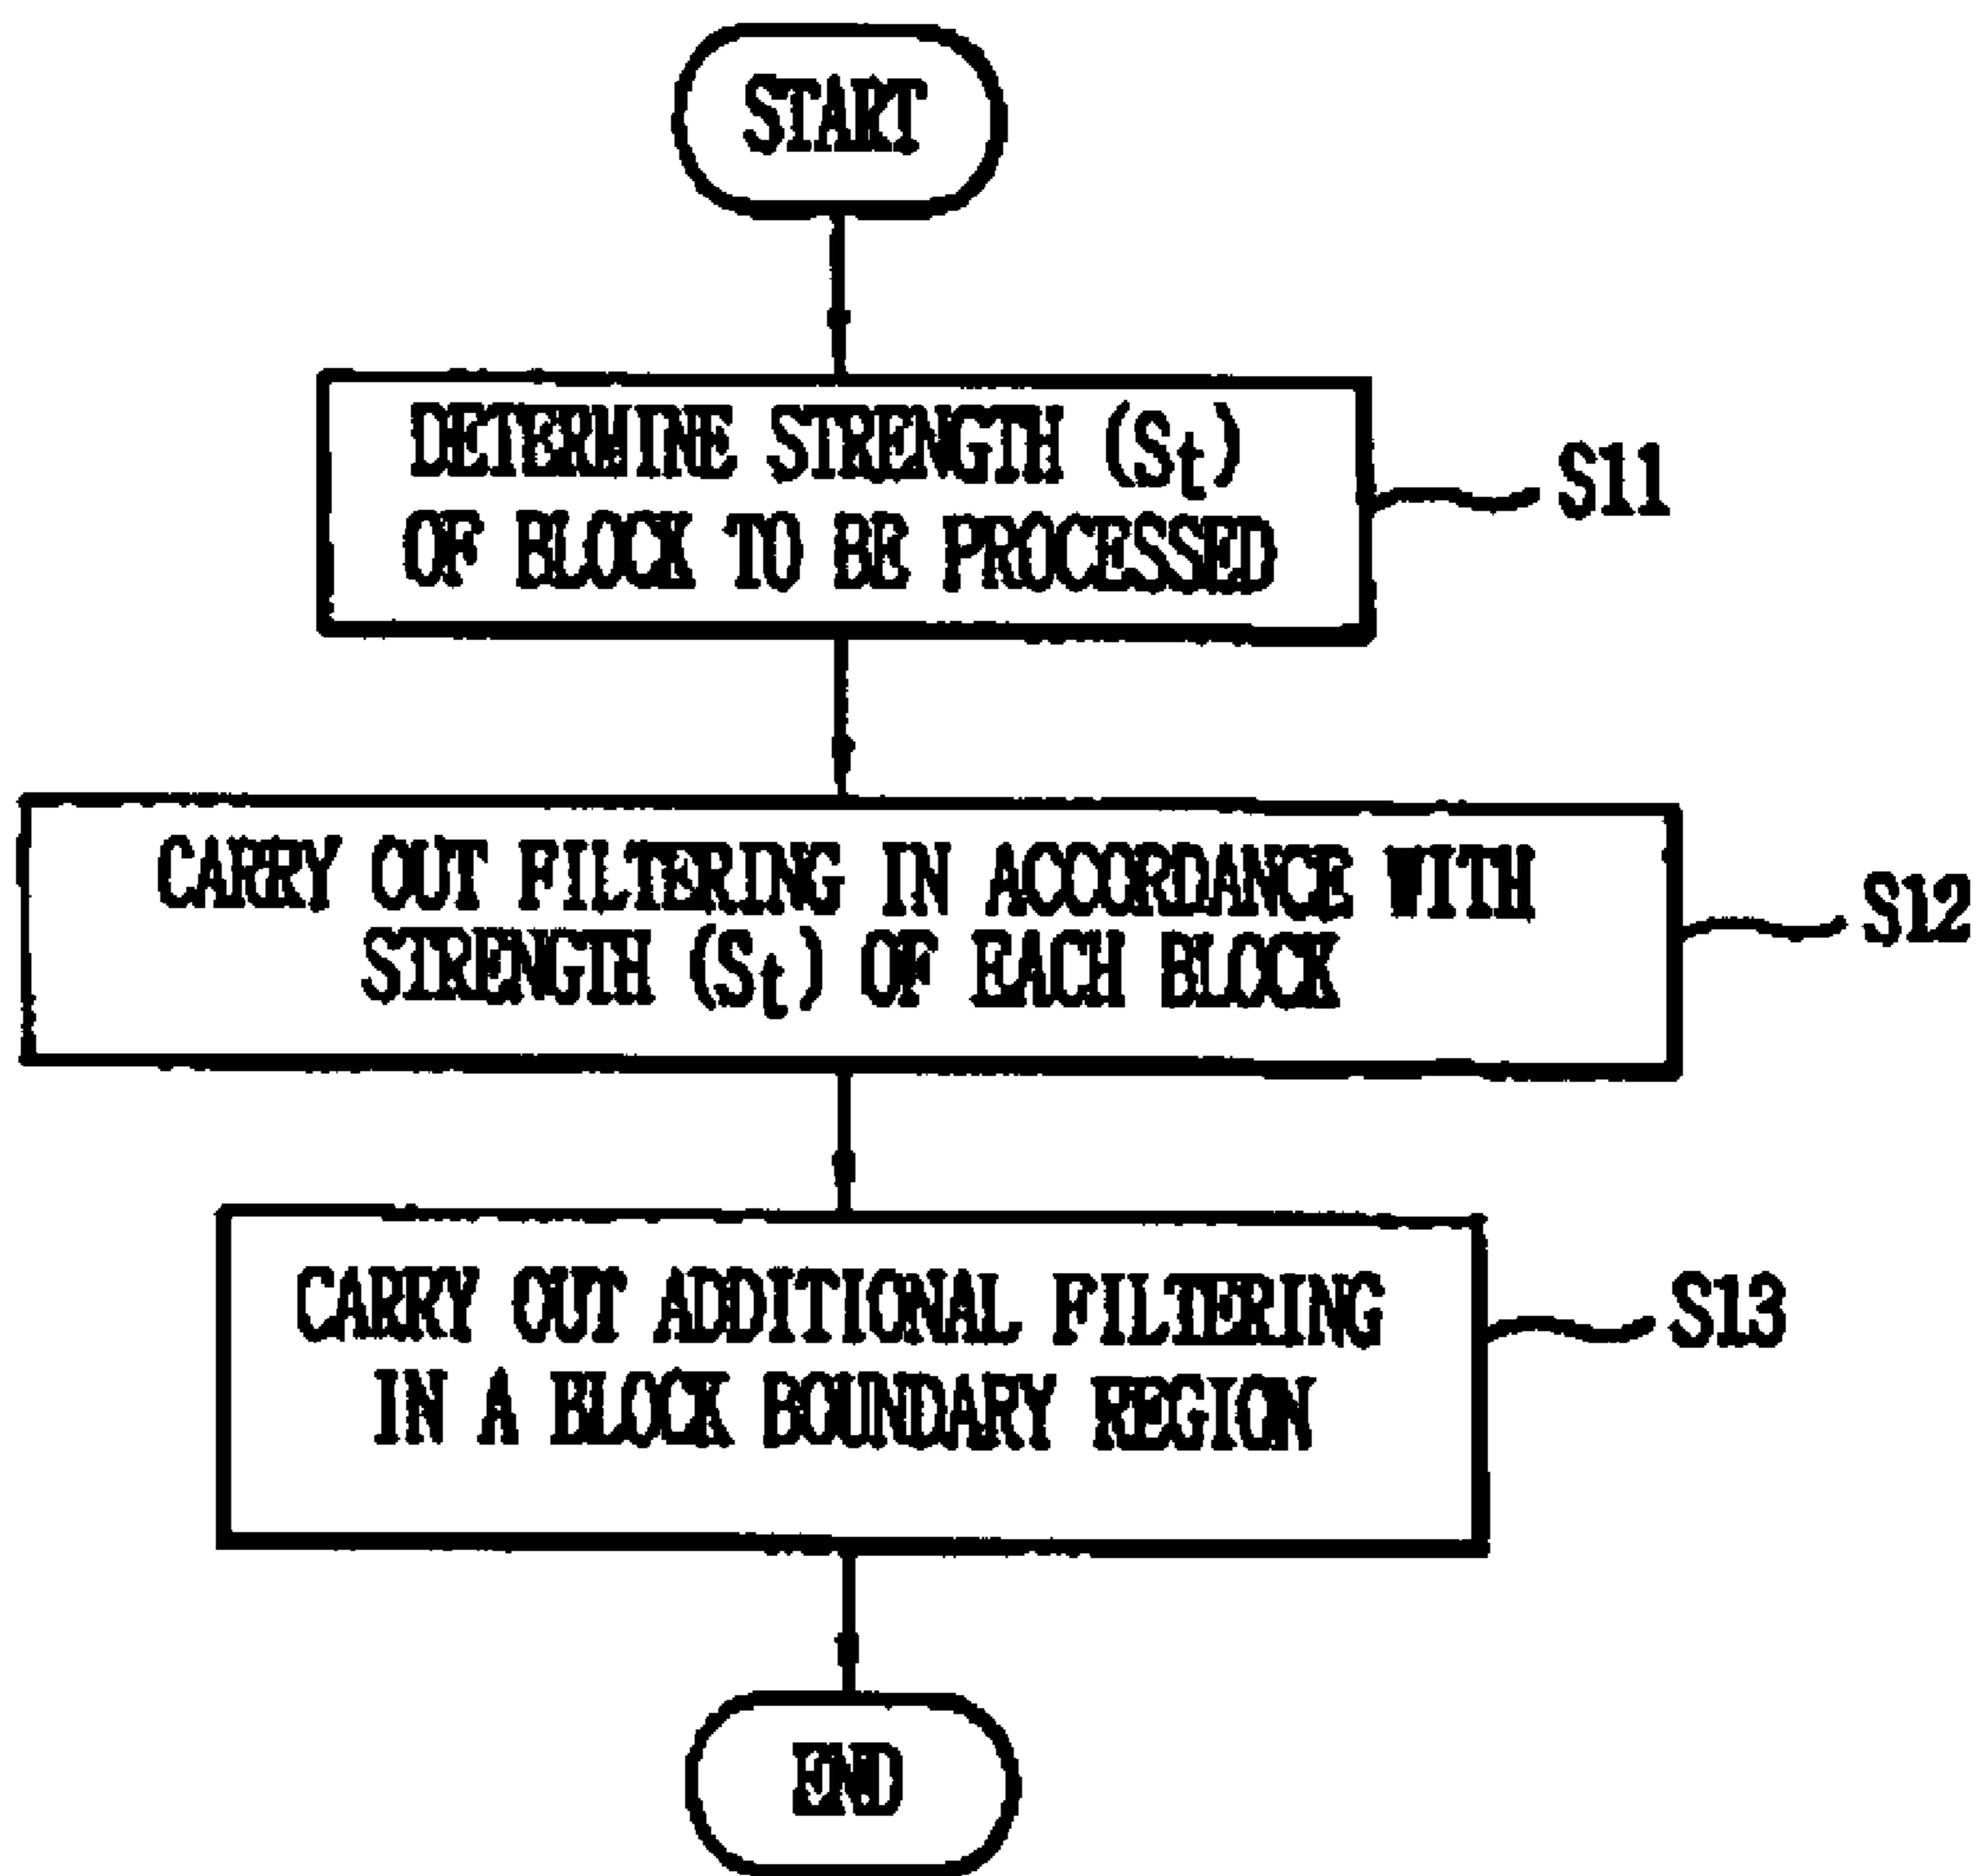 START
DETERMINE STRENGTH (St)
OF BLOCK TO BE PROCESSED
S11
CARRY OUT FILTERING IN ACCORDANCE WITH
STRENGTH (St) OF EACH BLOCK
S12
CARRY OUT ADDITIONAL FILTERING
IN A BLOCK BOUNDARY REGION
S13
END